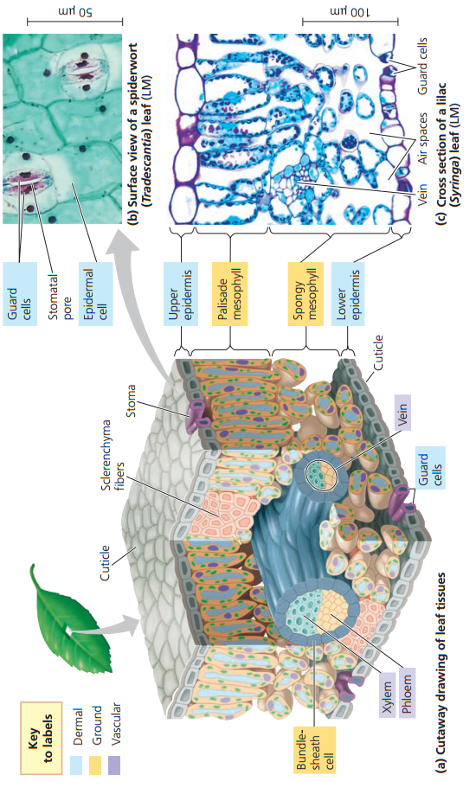 Key
to labels
Dermal
Ground
Vascular
Cuticle
Sclerenchyma
fibers
Stoma
Bundle-
sheath
cell
Xylem
Phloem
Guard
cells
Vein
Cuticle
(a) Cutaway drawing of leaf tissues
Guard
cells
Stomatal
pore
Epidermal
cell
50 µm
(b) Surface view of a spiderwort
(Tradescantia) leaf (LM)
Upper
epidermis
Palisade
mesophyll
Spongy
mesophyll
Lower
epidermis
100 µm
Vein
Air spaces
Guard cells
(c) Cross section of a lilac
(Syringa) leaf (LM)